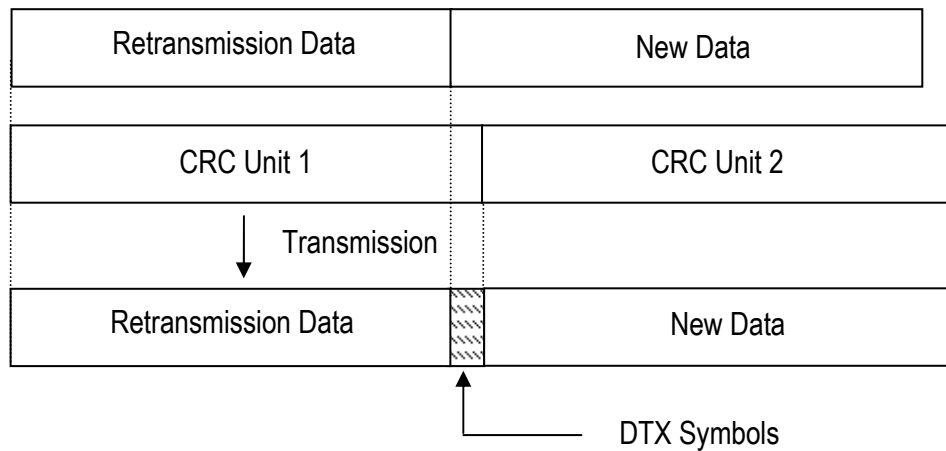 Retransmission Data
New Data
CRC Unit 1
CRC Unit 2
Transmission
Retransmission Data
New Data
DTX Symbols